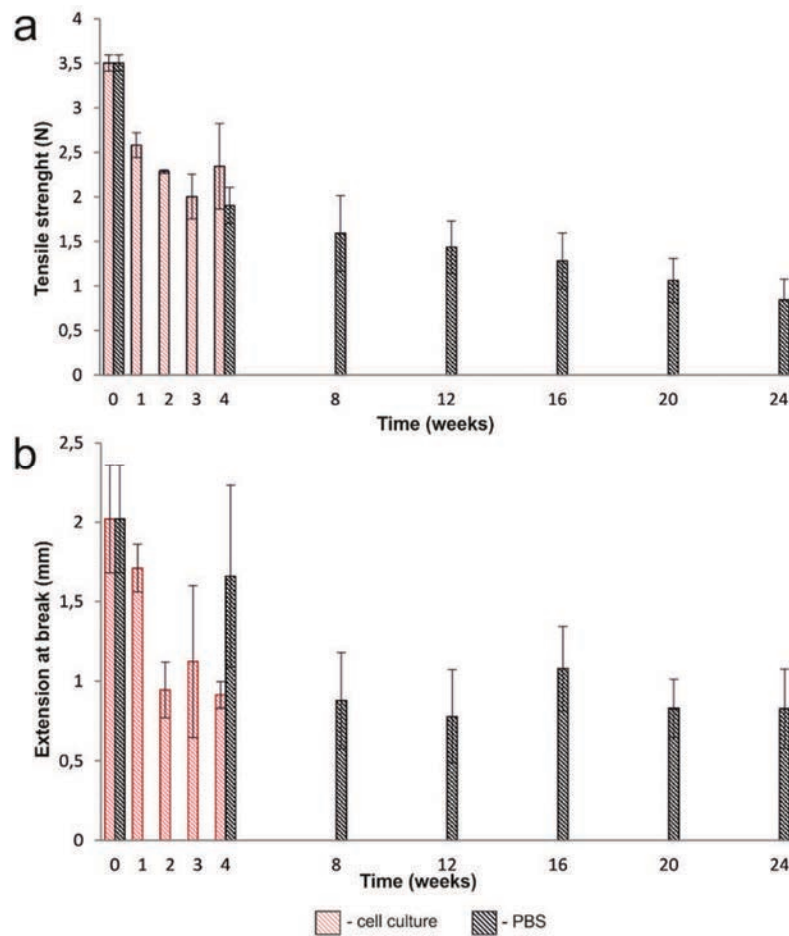 a
Tensile strenght (N)
4
3,5
3
2,5
2
1,5
1
0,5
0
0 1 2 3 4 8 12 16 20 24
Time (weeks)
b
Extension at break (mm)
2,5
2
1,5
1
0,5
0
0 1 2 3 4 8 12 16 20 24
Time (weeks)
- cell culture - PBS